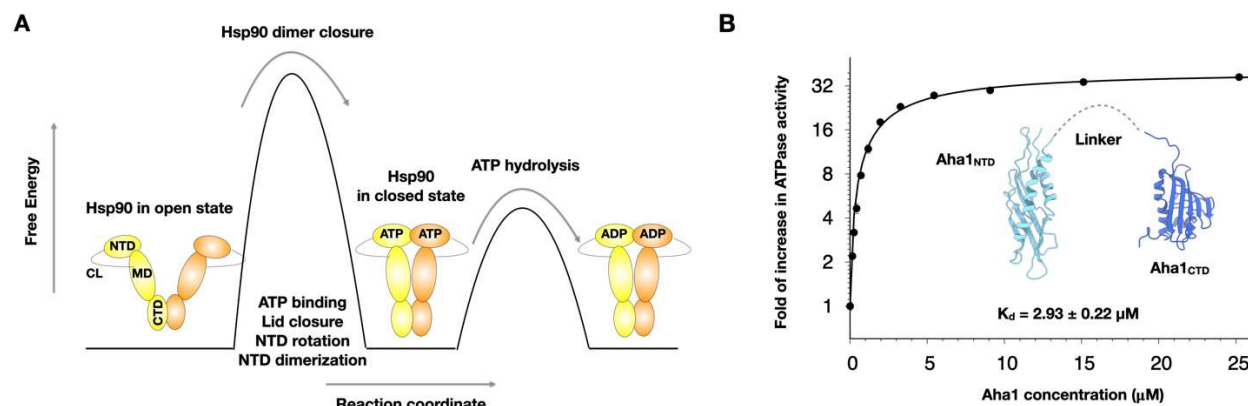 A
Hsp90 dimer closure
Free Energy
Hsp90 in open state
NTD
CL
MD
CTD
ATP binding
Lid closure
NTD rotation
NTD dimerization
Hsp90
in closed state
ATP
ATP
ATP hydrolysis
ADP
ADP
Reaction coordinate
B
Fold of increase in ATPase activity
32
16
8
4
2
1
Aha1NTD
Linker
Aha1CTD
Kd = 2.93 ± 0.22 μM
0
5
10
15
20
25
Aha1 concentration (μM)